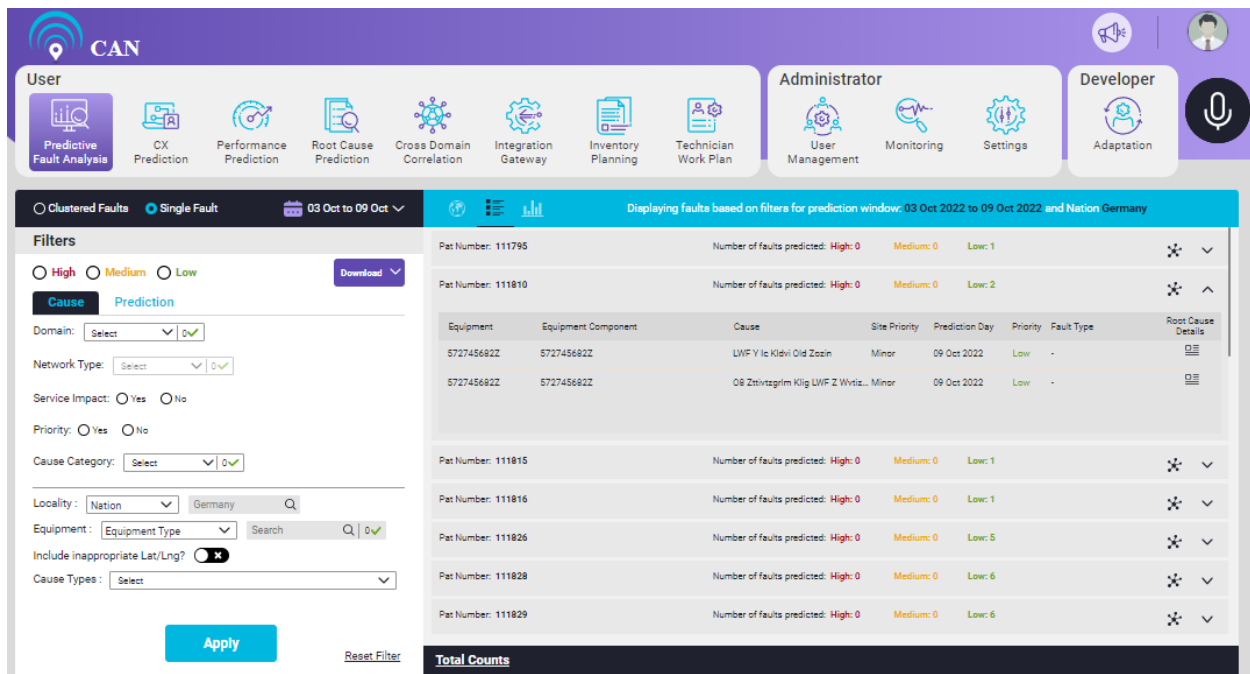 CAN
User
Administrator
Developer
Predictive Fault Analysis
CX Prediction
Performance Prediction
Root Cause Prediction
Cross Domain Correlation
Integration Gateway
Inventory Planning
Technician Work Plan
User Management
Monitoring
Settings
Adaptation
Clustered Faults Single Fault 03 Oct to 09 Oct
Displaying faults based on filters for prediction window: 03 Oct 2022 to 09 Oct 2022 and Nation Germany
Filters
High Medium Low Download
Cause Prediction
Domain: Select 0
Network Type: Select 0
Service Impact: Yes No
Priority: Yes No
Cause Category: Select 0
Locality : Nation Germany
Equipment : Equipment Type Search 0
Include inappropriate Lat/Lng?
Cause Types : Select
Apply
Reset Filter
Pat Number: 111795 Number of faults predicted: High: 0 Medium: 0 Low: 1
Pat Number: 111810 Number of faults predicted: High: 0 Medium: 0 Low: 2
Equipment Equipment Component Cause Site Priority Prediction Day Priority Fault Type Root Cause Details
572745682Z 572745682Z LWF Y Ic Kldvi Old Zozin Minor 09 Oct 2022 Low -
572745682Z 572745682Z O8 Zttivtzgrim Klig LWF Z Wvtiz... Minor 09 Oct 2022 Low -
Pat Number: 111815 Number of faults predicted: High: 0 Medium: 0 Low: 1
Pat Number: 111816 Number of faults predicted: High: 0 Medium: 0 Low: 1
Pat Number: 111826 Number of faults predicted: High: 0 Medium: 0 Low: 5
Pat Number: 111828 Number of faults predicted: High: 0 Medium: 0 Low: 6
Pat Number: 111829 Number of faults predicted: High: 0 Medium: 0 Low: 6
Total Counts